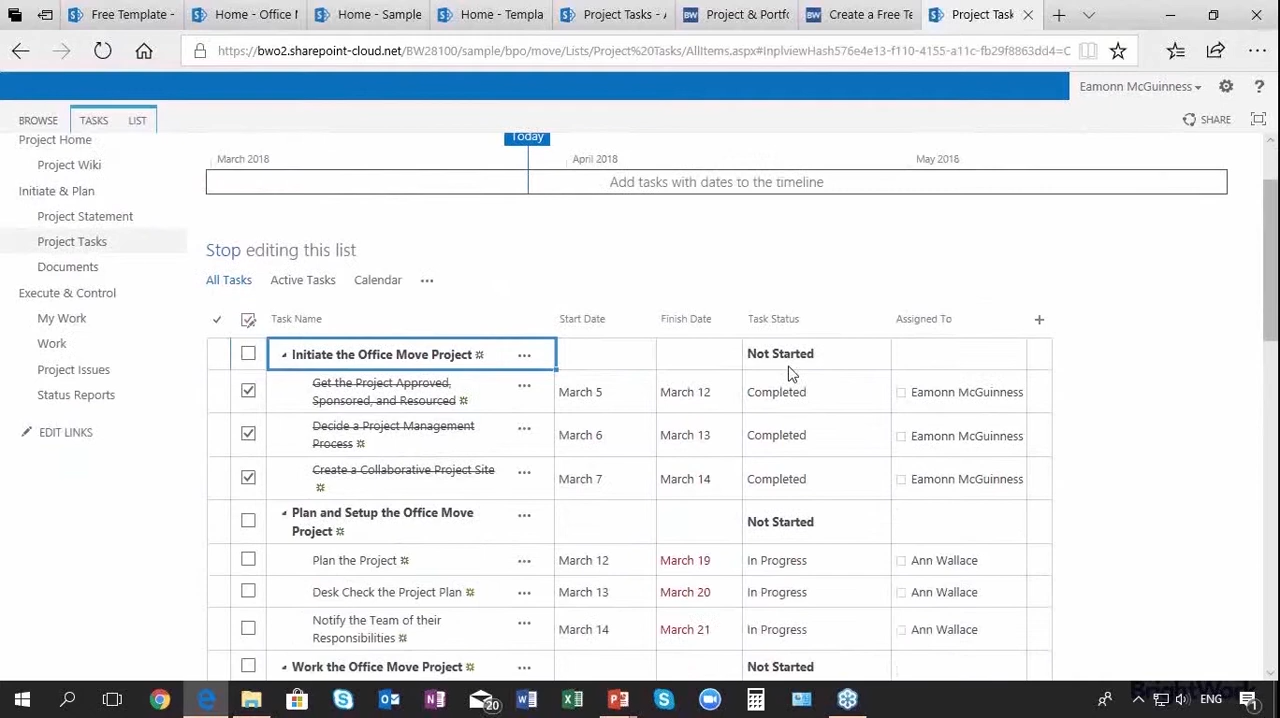 Free Template -
Home - Office M
Home - Sample
Home - Templa
Project Tasks - A
BW Project & Portf
BW Create a Free Te
Project Task
https://bwo2.sharepoint-cloud.net/BW28100/sample/bpo/move/Lists/Project%20Tasks/AllItems.aspx#InplviewHash576e4e13-f110-4155-a11c-fb29f8863dd4=C
Eamonn McGuinness
?
BROWSE TASKS LIST
SHARE
Project Home
Project Wiki
Initiate & Plan
Project Statement
Project Tasks
Documents
Execute & Control
My Work
Work
Project Issues
Status Reports
EDIT LINKS
Today
March 2018 April 2018 May 2018
Add tasks with dates to the timeline
Stop editing this list
All Tasks Active Tasks Calendar ...
Task Name Start Date Finish Date Task Status Assigned To +
Initiate the Office Move Project ... Not Started
Get the Project Approved,
Sponsored, and Resourced ... March 5 March 12 Completed Eamonn McGuinness
Decide a Project Management
Process ... March 6 March 13 Completed Eamonn McGuinness
Create a Collaborative Project Site ... March 7 March 14 Completed Eamonn McGuinness
Plan and Setup the Office Move
Project ... Not Started
Plan the Project ... March 12 March 19 In Progress Ann Wallace
Desk Check the Project Plan ... March 13 March 20 In Progress Ann Wallace
Notify the Team of their
Responsibilities ... March 14 March 21 In Progress Ann Wallace
Work the Office Move Project ... Not Started
BrightWork
20
ENG
1